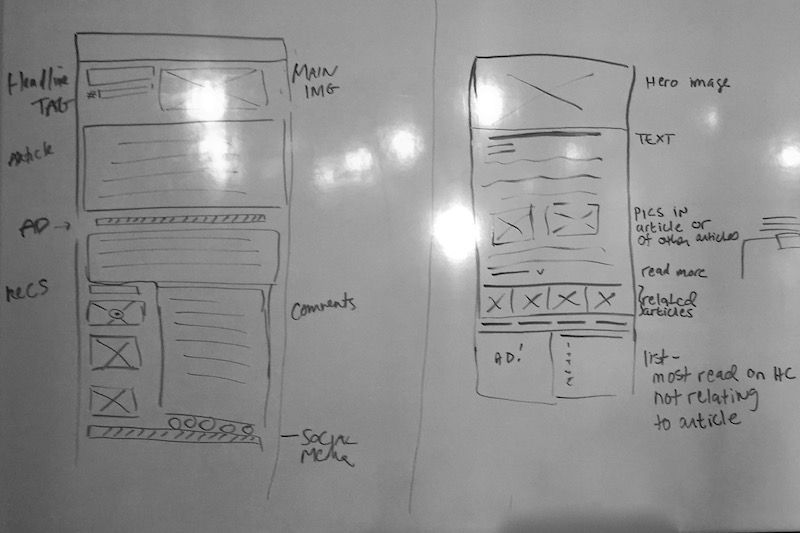 Headline
TAG
#
MAIN
IMG
Article
AD →
RECS
Comments
Social
Media
Hero image
TEXT
PICS IN
article or
of other articles
read more
related
articles
AD!
list-
most read on HC
not relating
to article